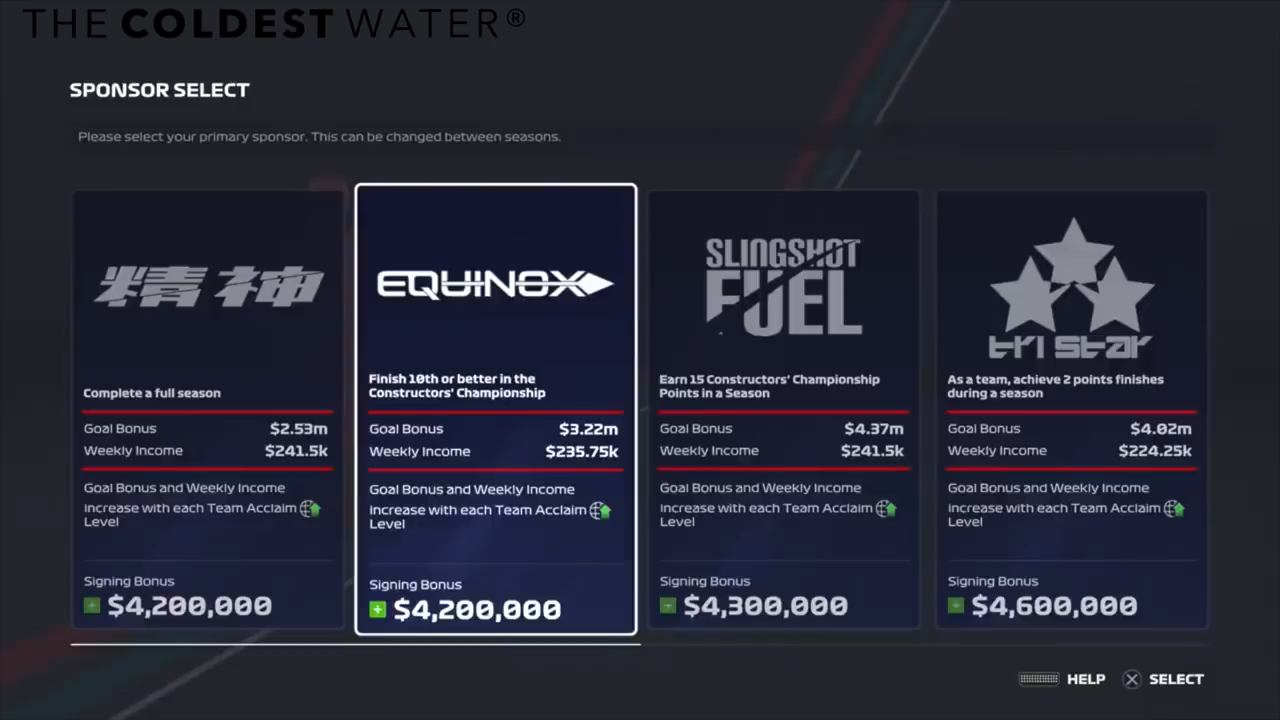 THE COLDEST WATER®
SPONSOR SELECT
Please select your primary sponsor. This can be changed between seasons.
精神
Complete a full season
Goal Bonus $2.53m
Weekly Income $241.5k
Goal Bonus and Weekly Income
increase with each Team Acclaim
Level
Signing Bonus
$4,200,000
EQUINOX
Finish 10th or better in the
Constructors' Championship
Goal Bonus $3.22m
Weekly Income $235.75k
Goal Bonus and Weekly Income
increase with each Team Acclaim
Level
Signing Bonus
$4,200,000
SLINGSHOT
FUEL
Earn 15 Constructors' Championship
Points in a Season
Goal Bonus $4.37m
Weekly Income $241.5k
Goal Bonus and Weekly Income
increase with each Team Acclaim
Level
Signing Bonus
$4,300,000
tri star
As a team, achieve 2 points finishes
during a season
Goal Bonus $4.02m
Weekly Income $224.25k
Goal Bonus and Weekly Income
increase with each Team Acclaim
Level
Signing Bonus
$4,600,000
HELP SELECT